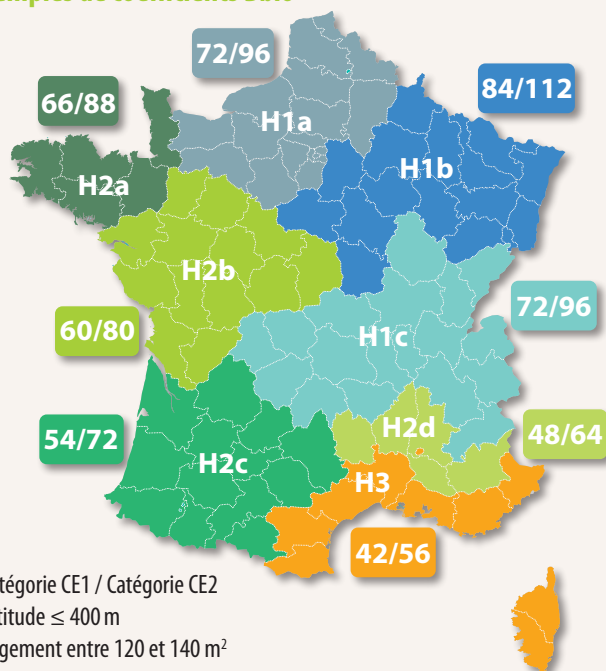 72/96
84/112
66/88
H1a
H1b
H2a
H2b
72/96
60/80
H1c
H2d
48/64
54/72
H2c
H3
42/56
tégorie CE1 / Catégorie CE2
titude ≤ 400 m
gement entre 120 et 140 m²